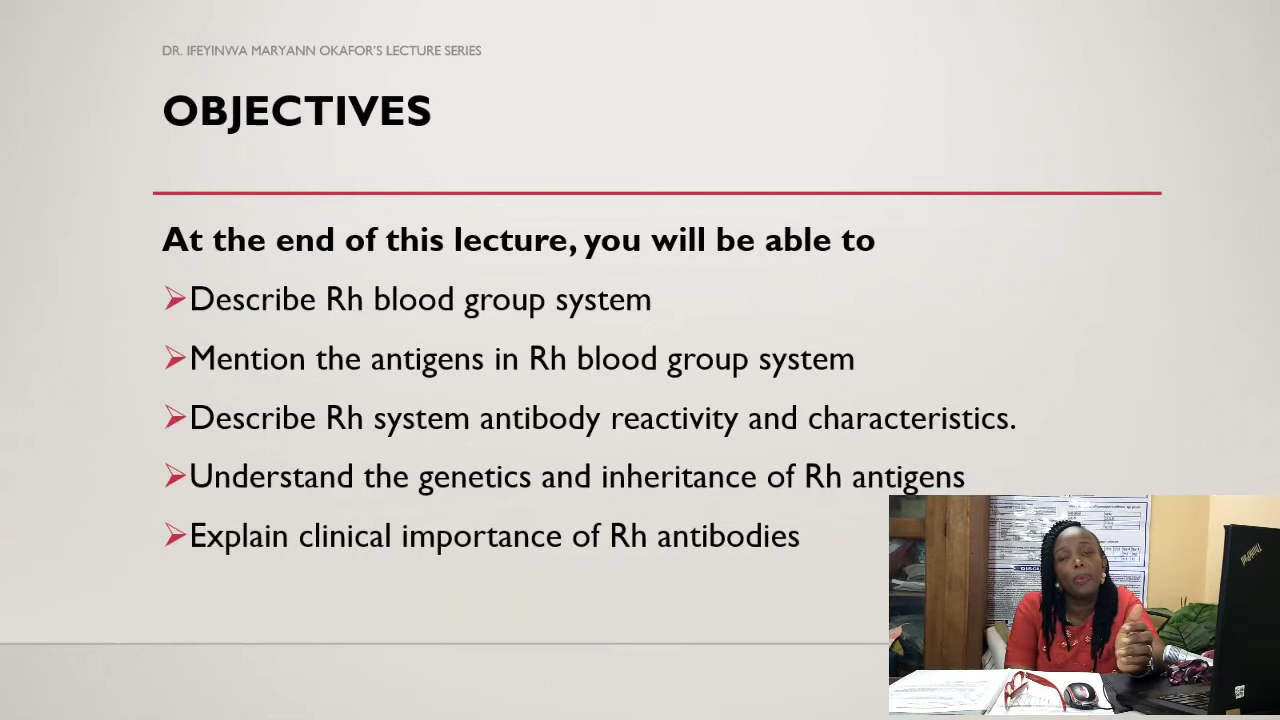 DR. IFEYINWA MARYANN OKAFOR'S LECTURE SERIES
OBJECTIVES
At the end of this lecture, you will be able to
Describe Rh blood group system
Mention the antigens in Rh blood group system
Describe Rh system antibody reactivity and characteristics.
Understand the genetics and inheritance of Rh antigens
Explain clinical importance of Rh antibodies
ThinkPad